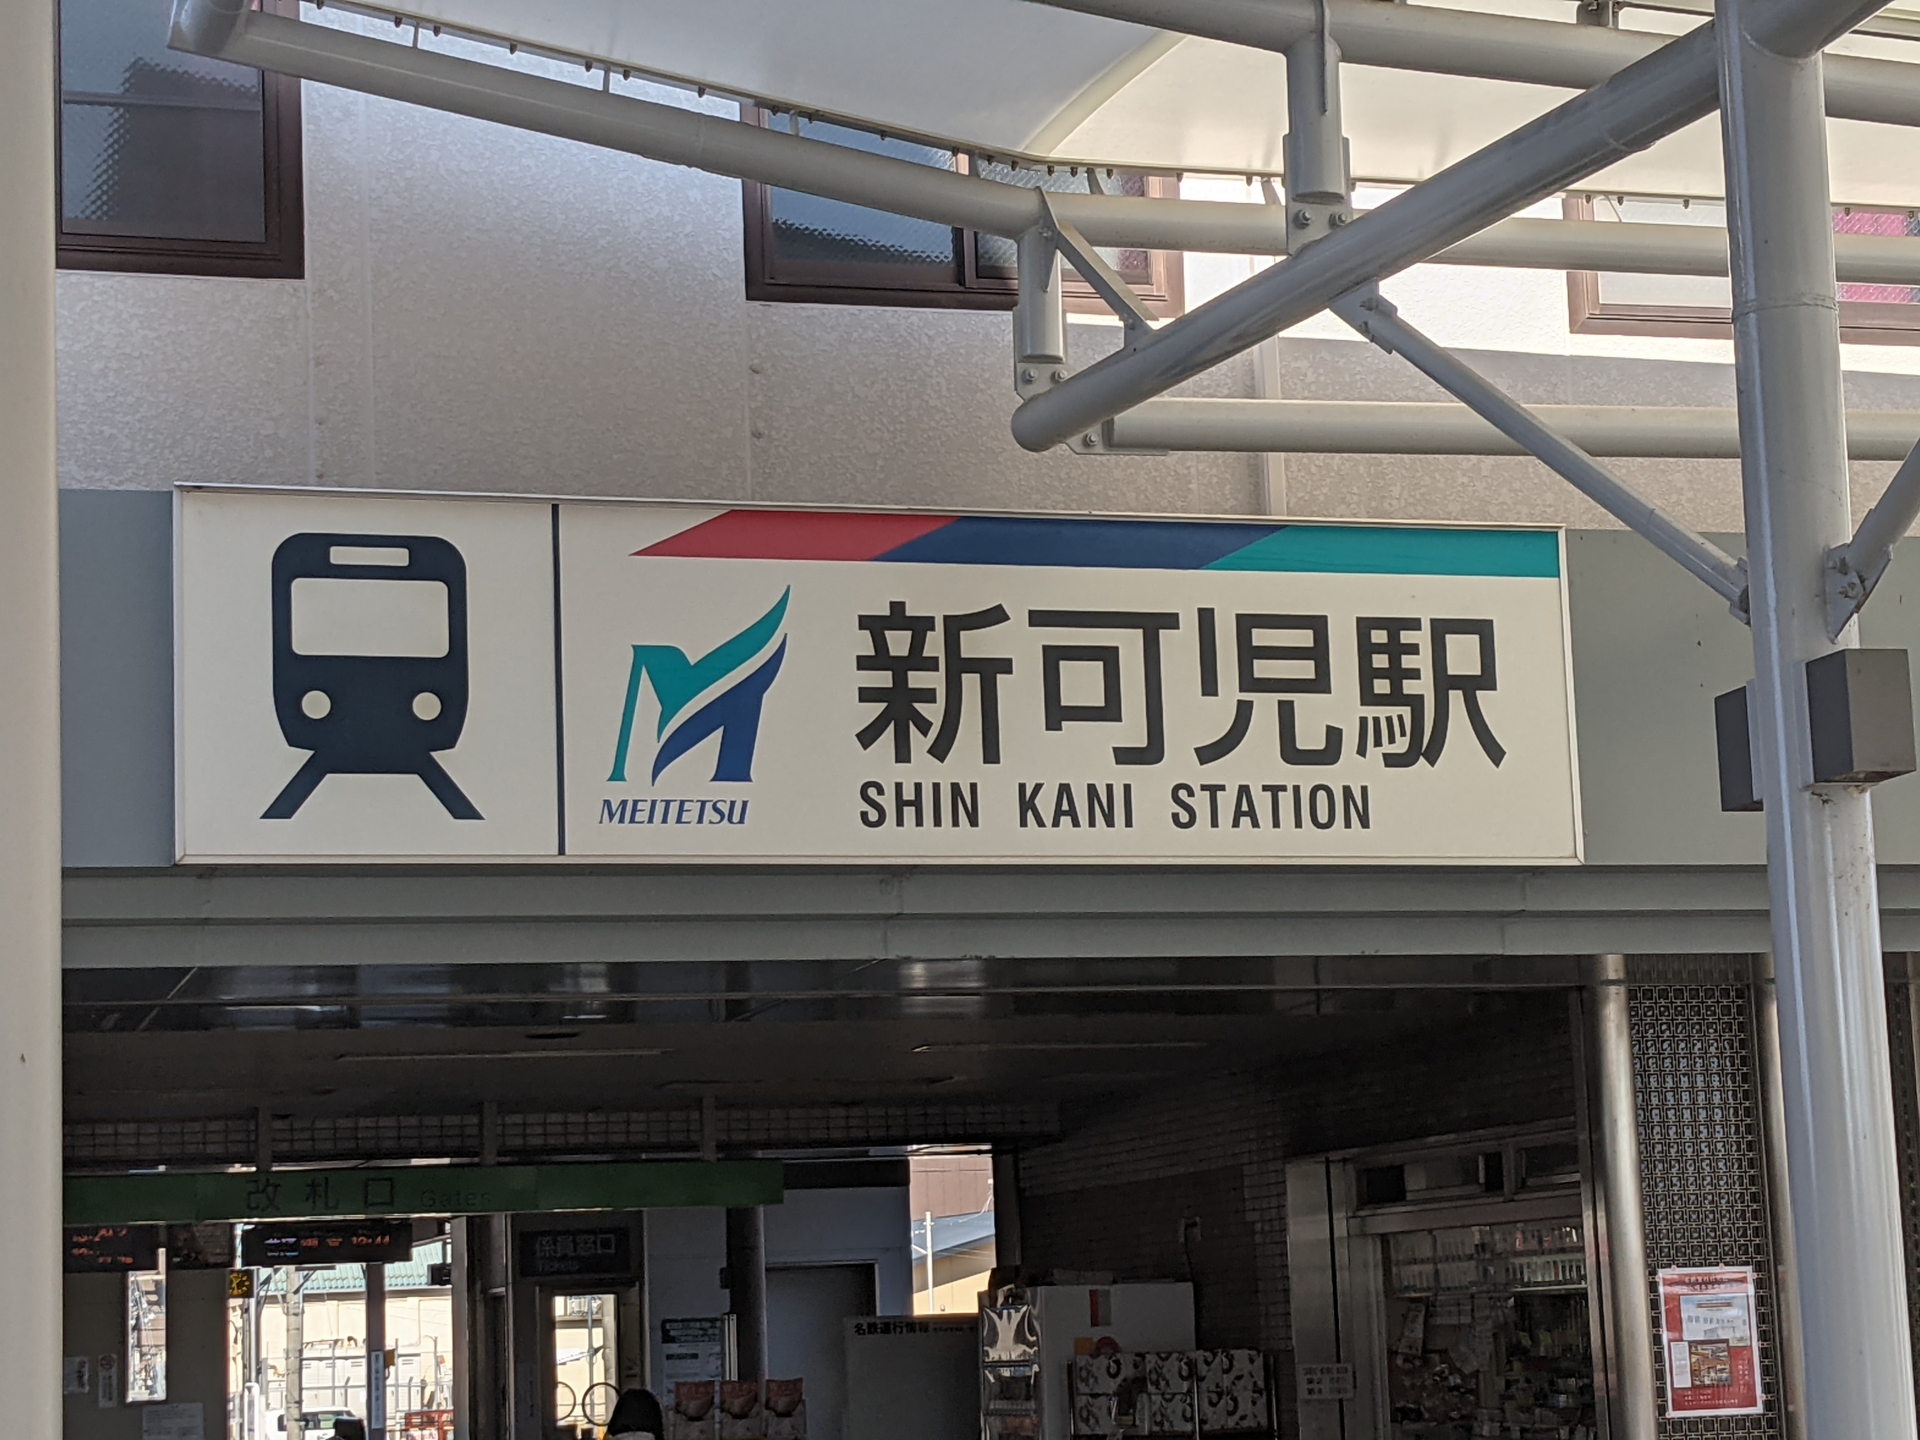 新可児駅
MEITETSU
SHIN KANI STATION
改札口 Gates
係員窓口
Tickets
名鉄運行情報